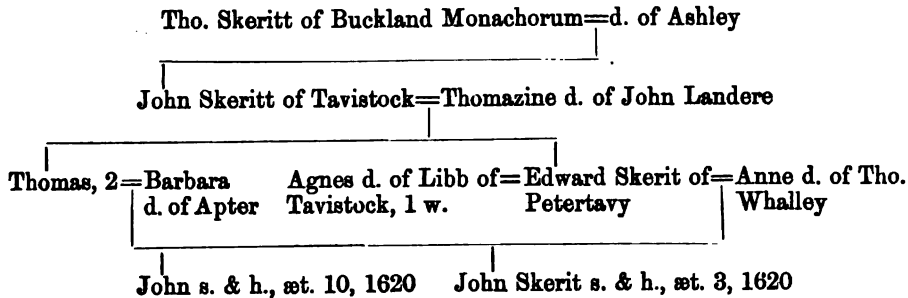 Tho. Skeritt of Buckland Monachorum=d. of Ashley
John Skeritt of Tavistock=Thomazine d. of John Landere
Thomas, 2=Barbara d. of Apter
Agnes d. of Libb of Tavistock, 1 w.=Edward Skerit of Petertavy=Anne d. of Tho. Whalley
John s. & h., æt. 10, 1620
John Skerit s. & h., æt. 3, 1620